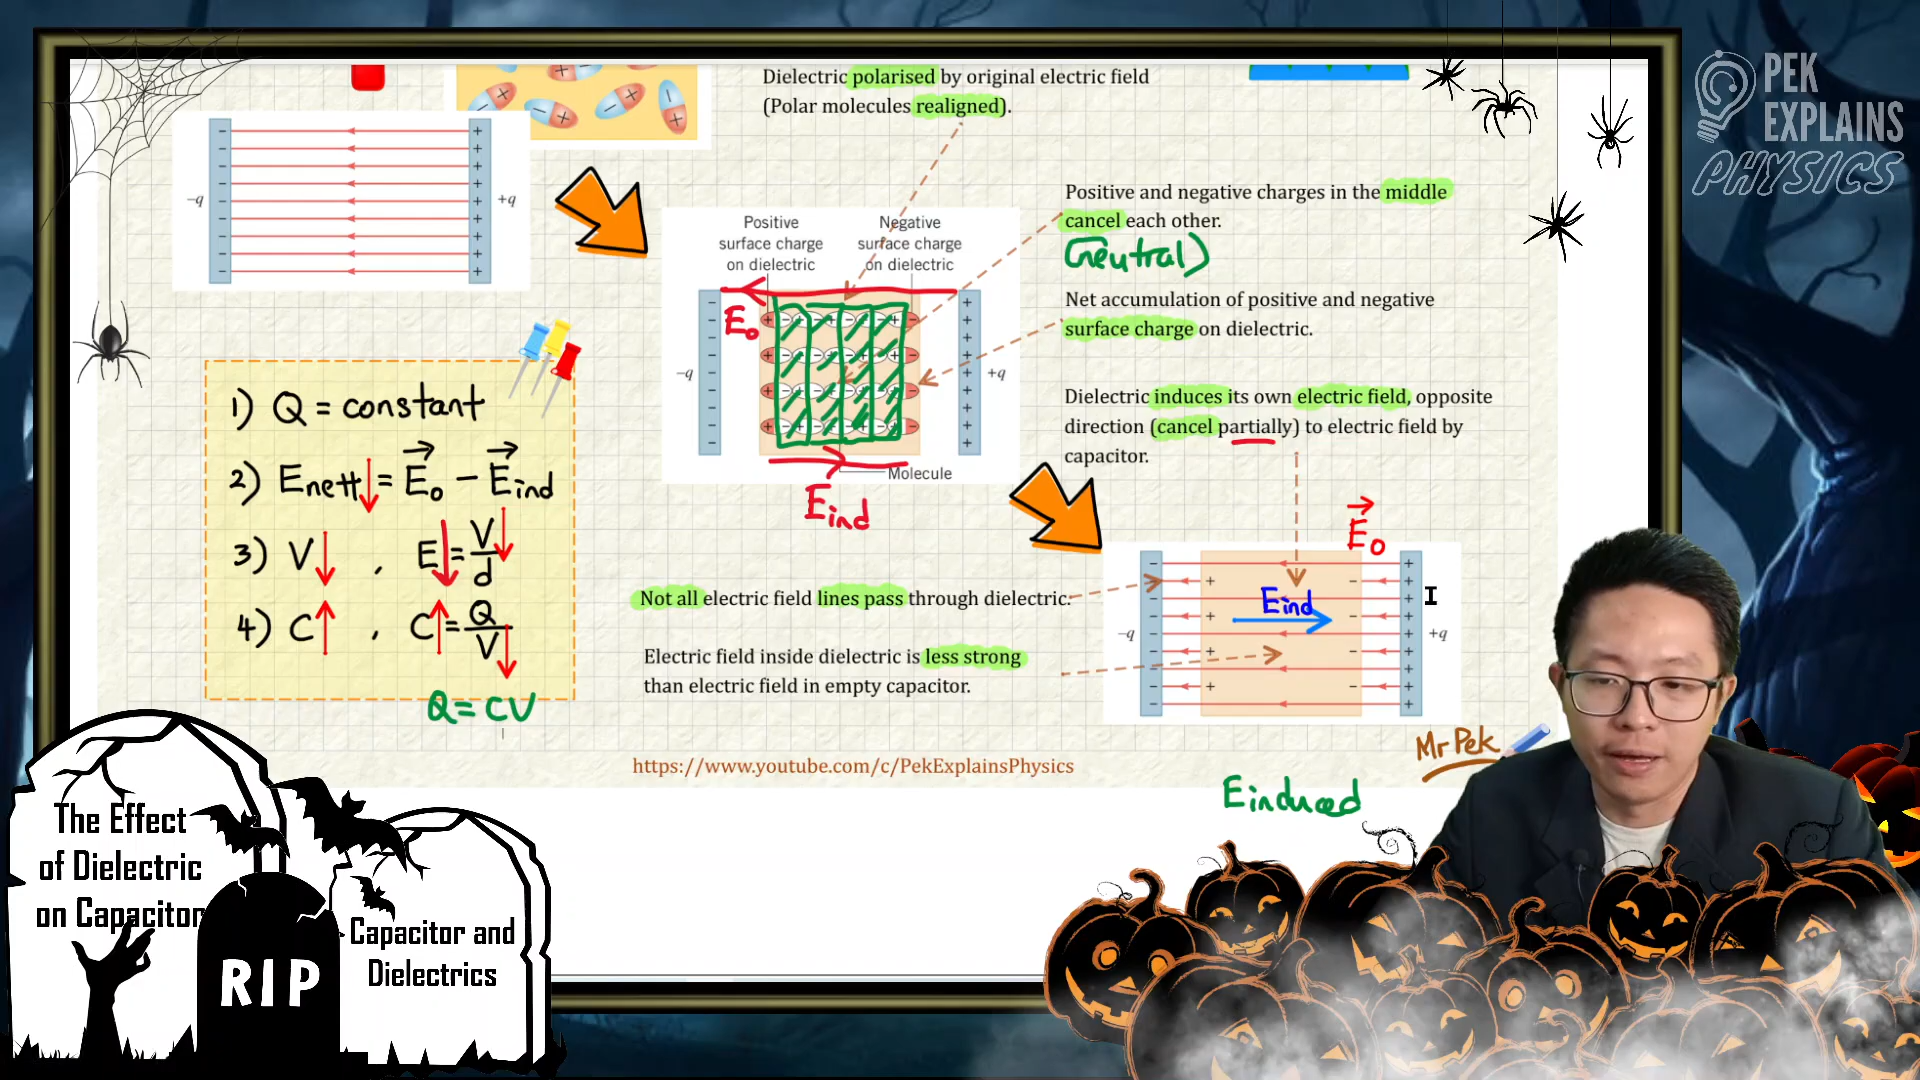 PEK
EXPLAINS
PHYSICS
Dielectric polarised by original electric field
(Polar molecules realigned).
-q
+q
Positive
surface charge
on dielectric
Negative
surface charge
on dielectric
E₀
-q
+q
Molecule
Eind
Positive and negative charges in the middle
cancel each other.
(neutral)
Net accumulation of positive and negative
surface charge on dielectric.
Dielectric induces its own electric field, opposite
direction (cancel partially) to electric field by
capacitor.
1) Q = constant
2) Enett↓ = E₀ - Eind
3) V↓ , E↓ = V↓/d
4) C↑ , C↑ = Q/V↓
Q = CV
Not all electric field lines pass through dielectric.
Electric field inside dielectric is less strong
than electric field in empty capacitor.
E₀
Eind
-q
+q
Mr Pek
https://www.youtube.com/c/PekExplainsPhysics
Einduced
The Effect
of Dielectric
on Capacitor
RIP
Capacitor and
Dielectrics